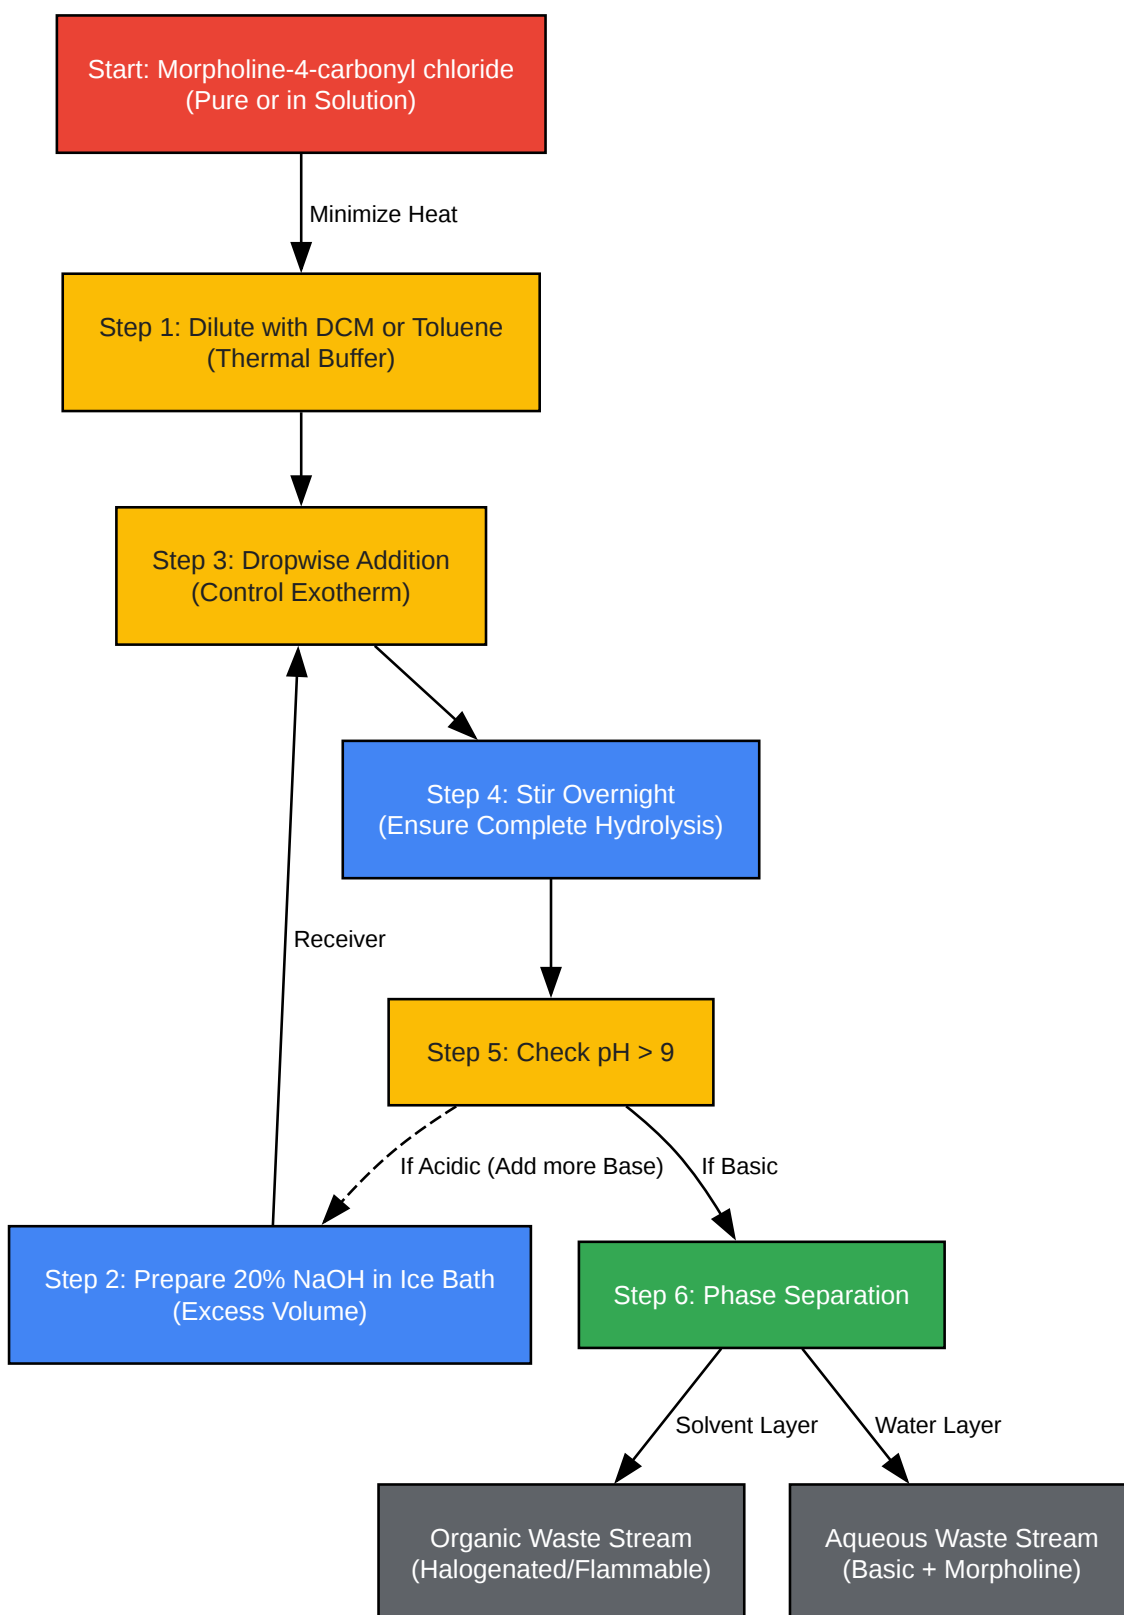 Start: Morpholine-4-carbonyl chloride
(Pure or in Solution)
Minimize Heat
Step 1: Dilute with DCM or Toluene
(Thermal Buffer)
Step 3: Dropwise Addition
(Control Exotherm)
Step 4: Stir Overnight
(Ensure Complete Hydrolysis)
Receiver
Step 5: Check pH > 9
If Acidic (Add more Base)
If Basic
Step 2: Prepare 20% NaOH in Ice Bath
(Excess Volume)
Step 6: Phase Separation
Solvent Layer
Water Layer
Organic Waste Stream
(Halogenated/Flammable)
Aqueous Waste Stream
(Basic + Morpholine)